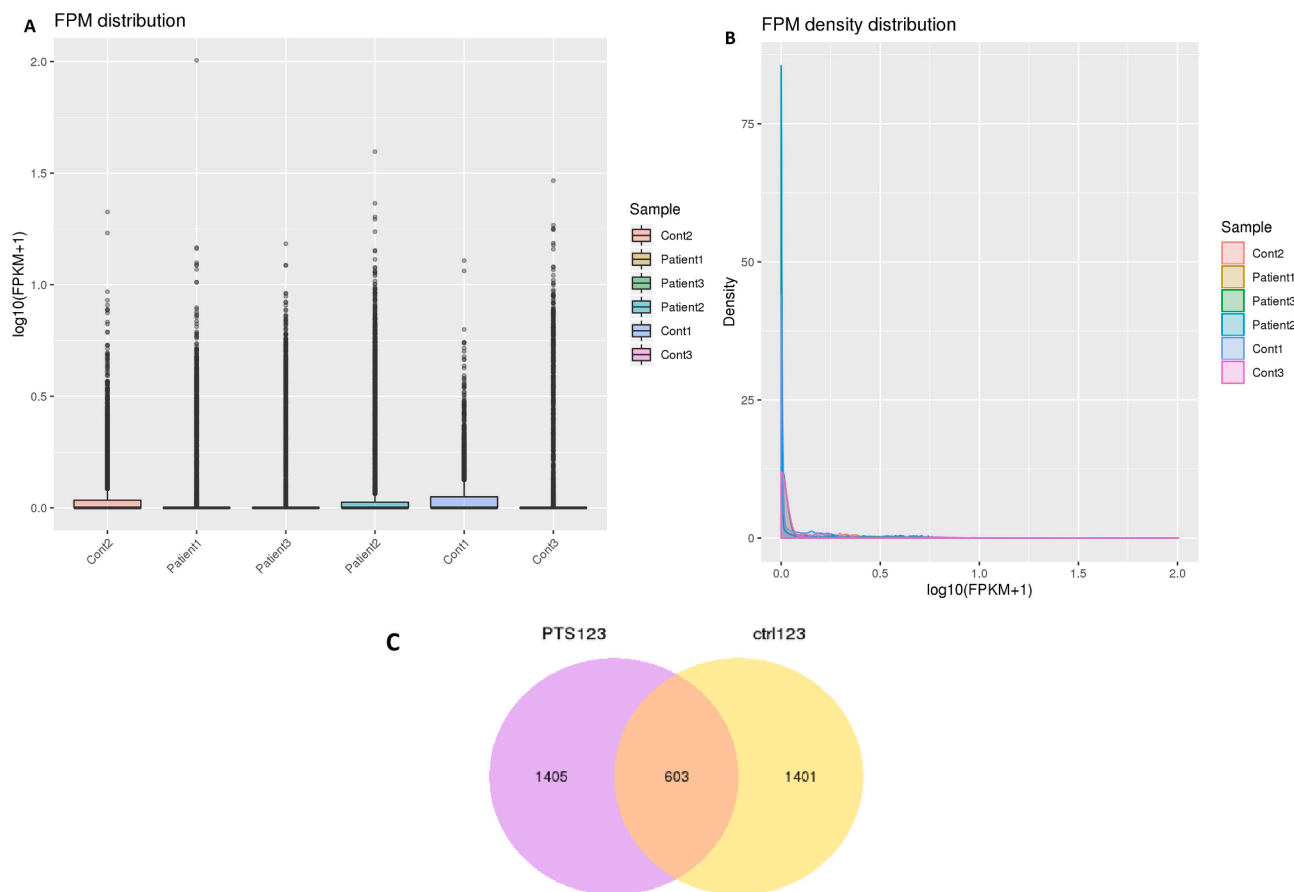 A
FPM distribution
log10(FPKM+1)
2.0
1.5
1.0
0.5
0.0
Cont2
Patient1
Patient3
Patient2
Cont1
Cont3
Sample
Cont2
Patient1
Patient3
Patient2
Cont1
Cont3
B
FPM density distribution
Density
75
50
25
0
0.0
0.5
1.0
1.5
2.0
log10(FPKM+1)
Sample
Cont2
Patient1
Patient3
Patient2
Cont1
Cont3
C
PTS123
ctrl123
1405
603
1401